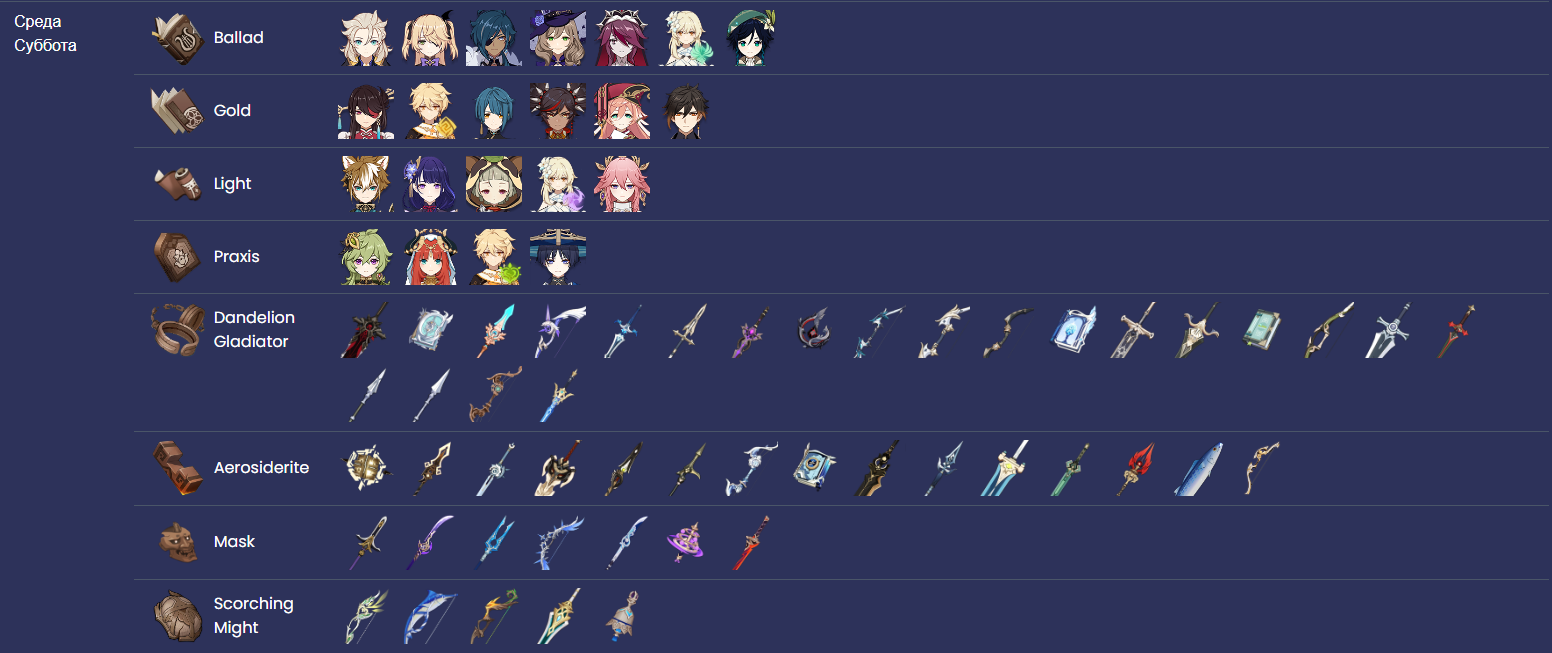 Среда
Суббота
Ballad
Gold
Light
Praxis
Dandelion
Gladiator
Aerosiderite
Mask
Scorching
Might